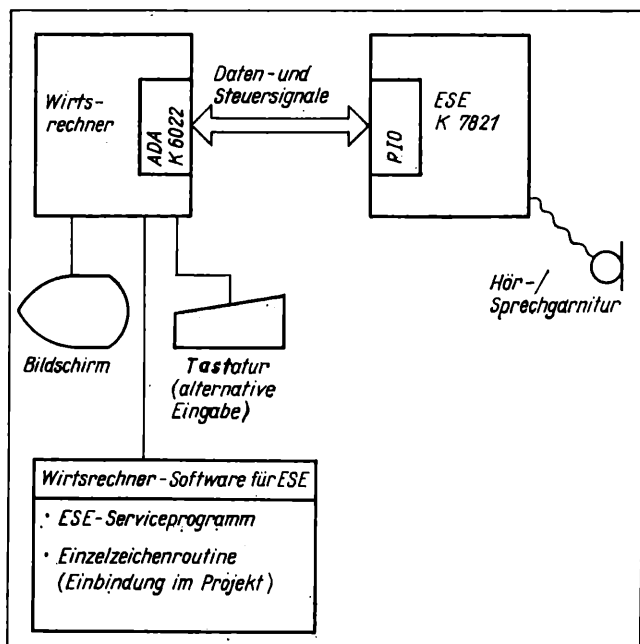 Wirts-
rechner
ADA
K 6022
Daten- und
Steuersignale
ESE
K 7821
PIO
Hör-/
Sprechgarnitur
Bildschirm
Tastatur
(alternative
Eingabe)
Wirtsrechner-Software für ESE
· ESE-Serviceprogramm
· Einzelzeichenroutine
(Einbindung im Projekt)